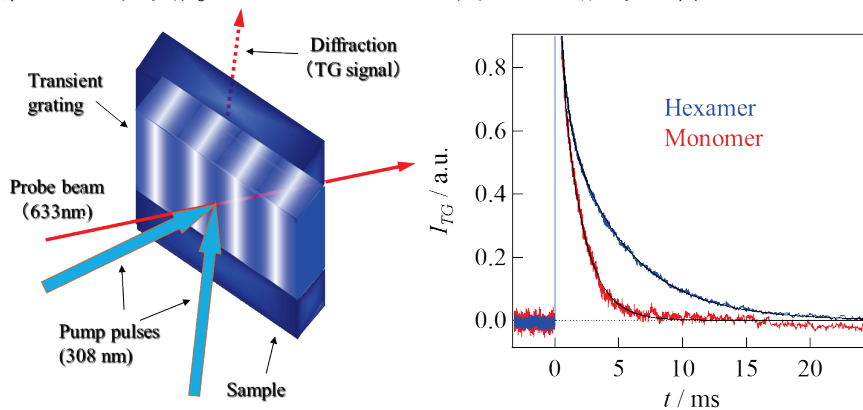 Diffraction
(TG signal)
Transient
grating
Probe beam
(633nm)
Pump pulses
(308 nm)
Sample
Hexamer
Monomer
I_TG / a.u.
0.8
0.6
0.4
0.2
0.0
0
5
10
15
20
t / ms